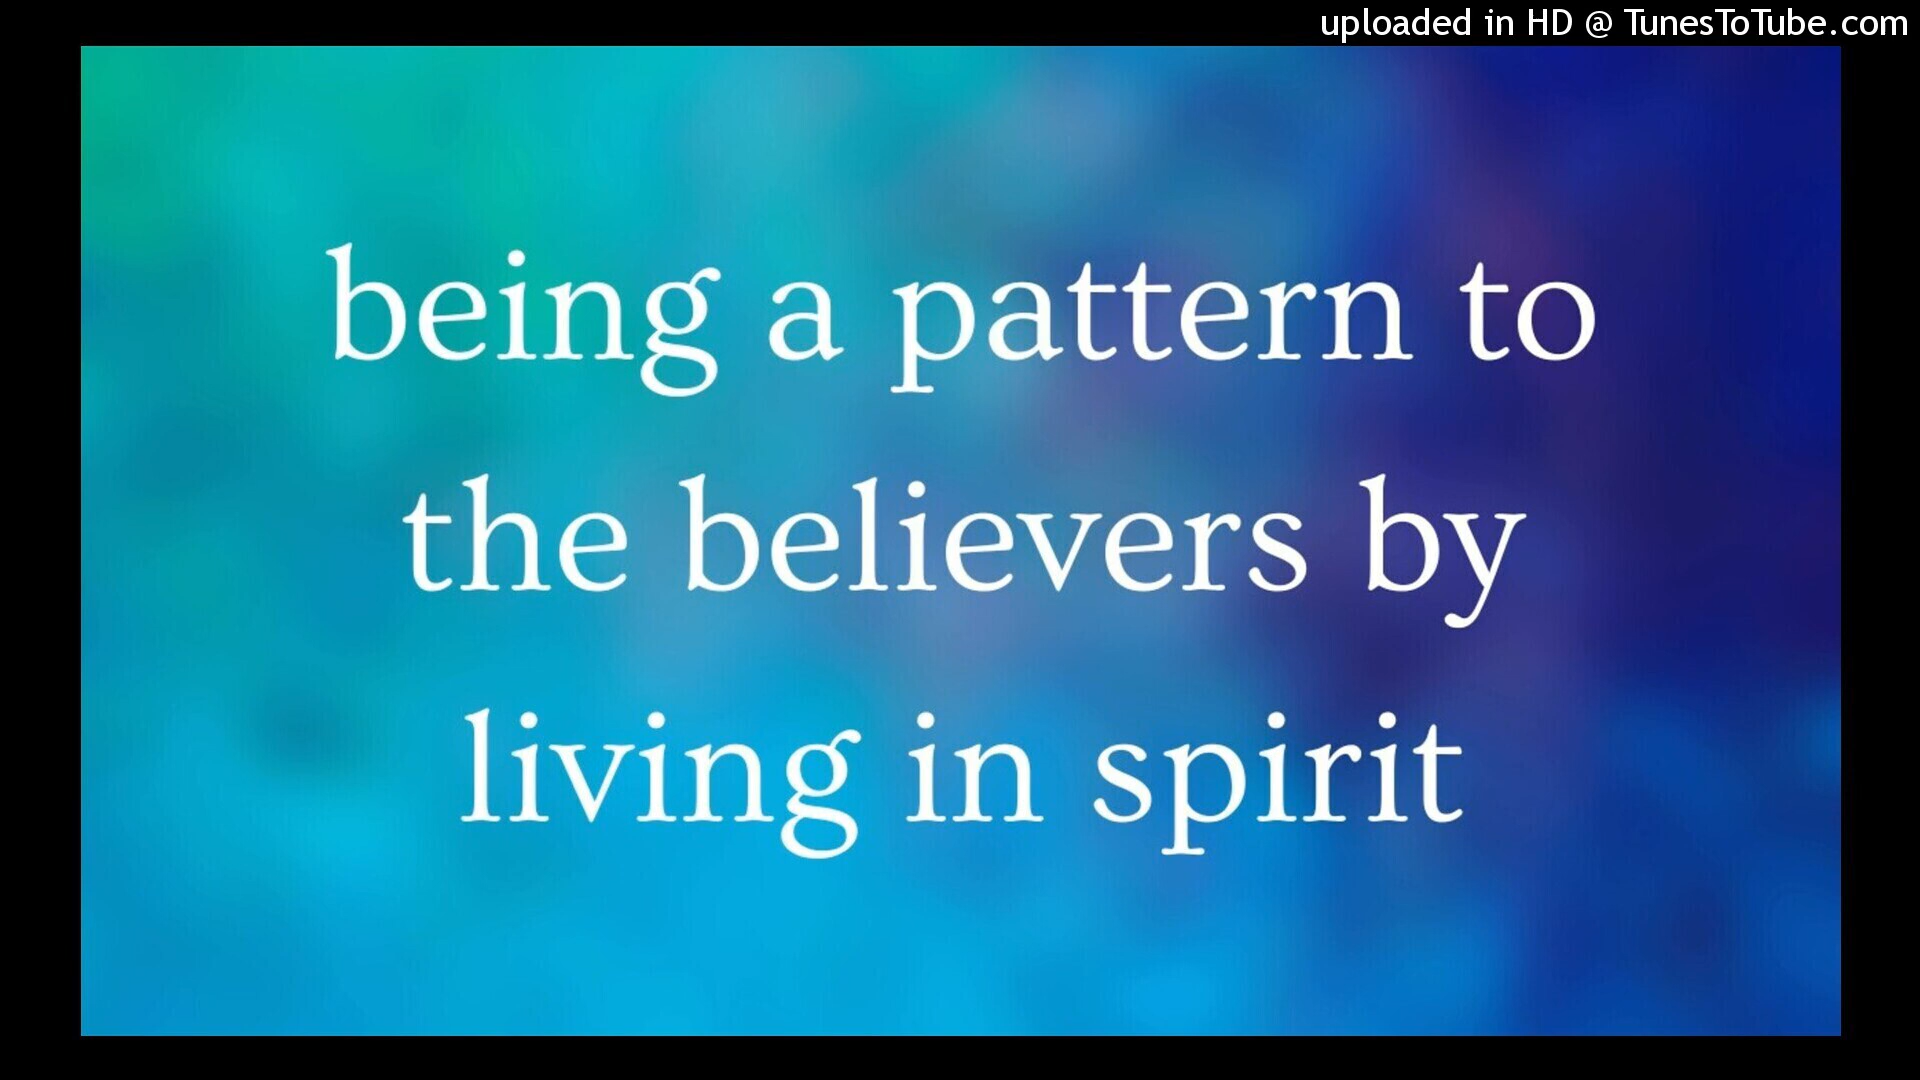 uploaded in HD @ TunesToTube.com
being a pattern to
the believers by
living in spirit